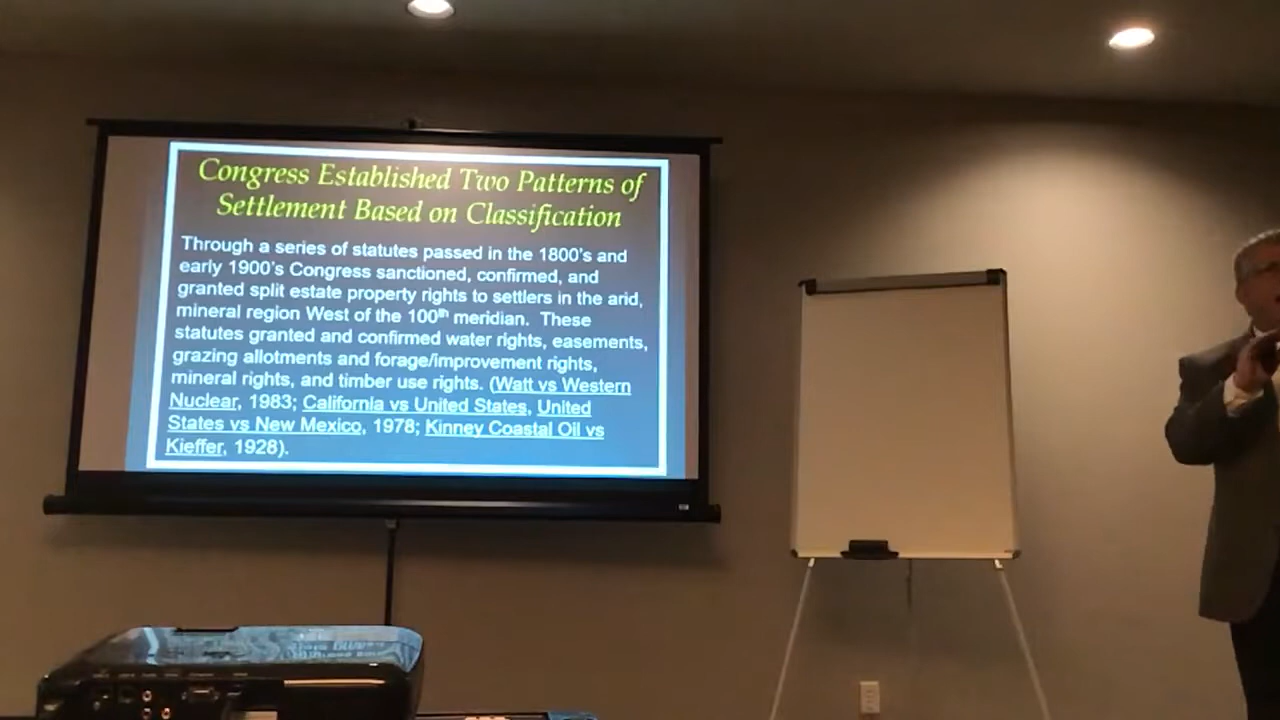 Congress Established Two Patterns of
Settlement Based on Classification
Through a series of statutes passed in the 1800's and
early 1900's Congress sanctioned, confirmed, and
granted split estate property rights to settlers in the arid,
mineral region West of the 100th meridian. These
statutes granted and confirmed water rights, easements,
grazing allotments and forage/improvement rights,
mineral rights, and timber use rights. (Watt vs Western
Nuclear, 1983; California vs United States, United
States vs New Mexico, 1978; Kinney Coastal Oil vs
Kieffer, 1928).